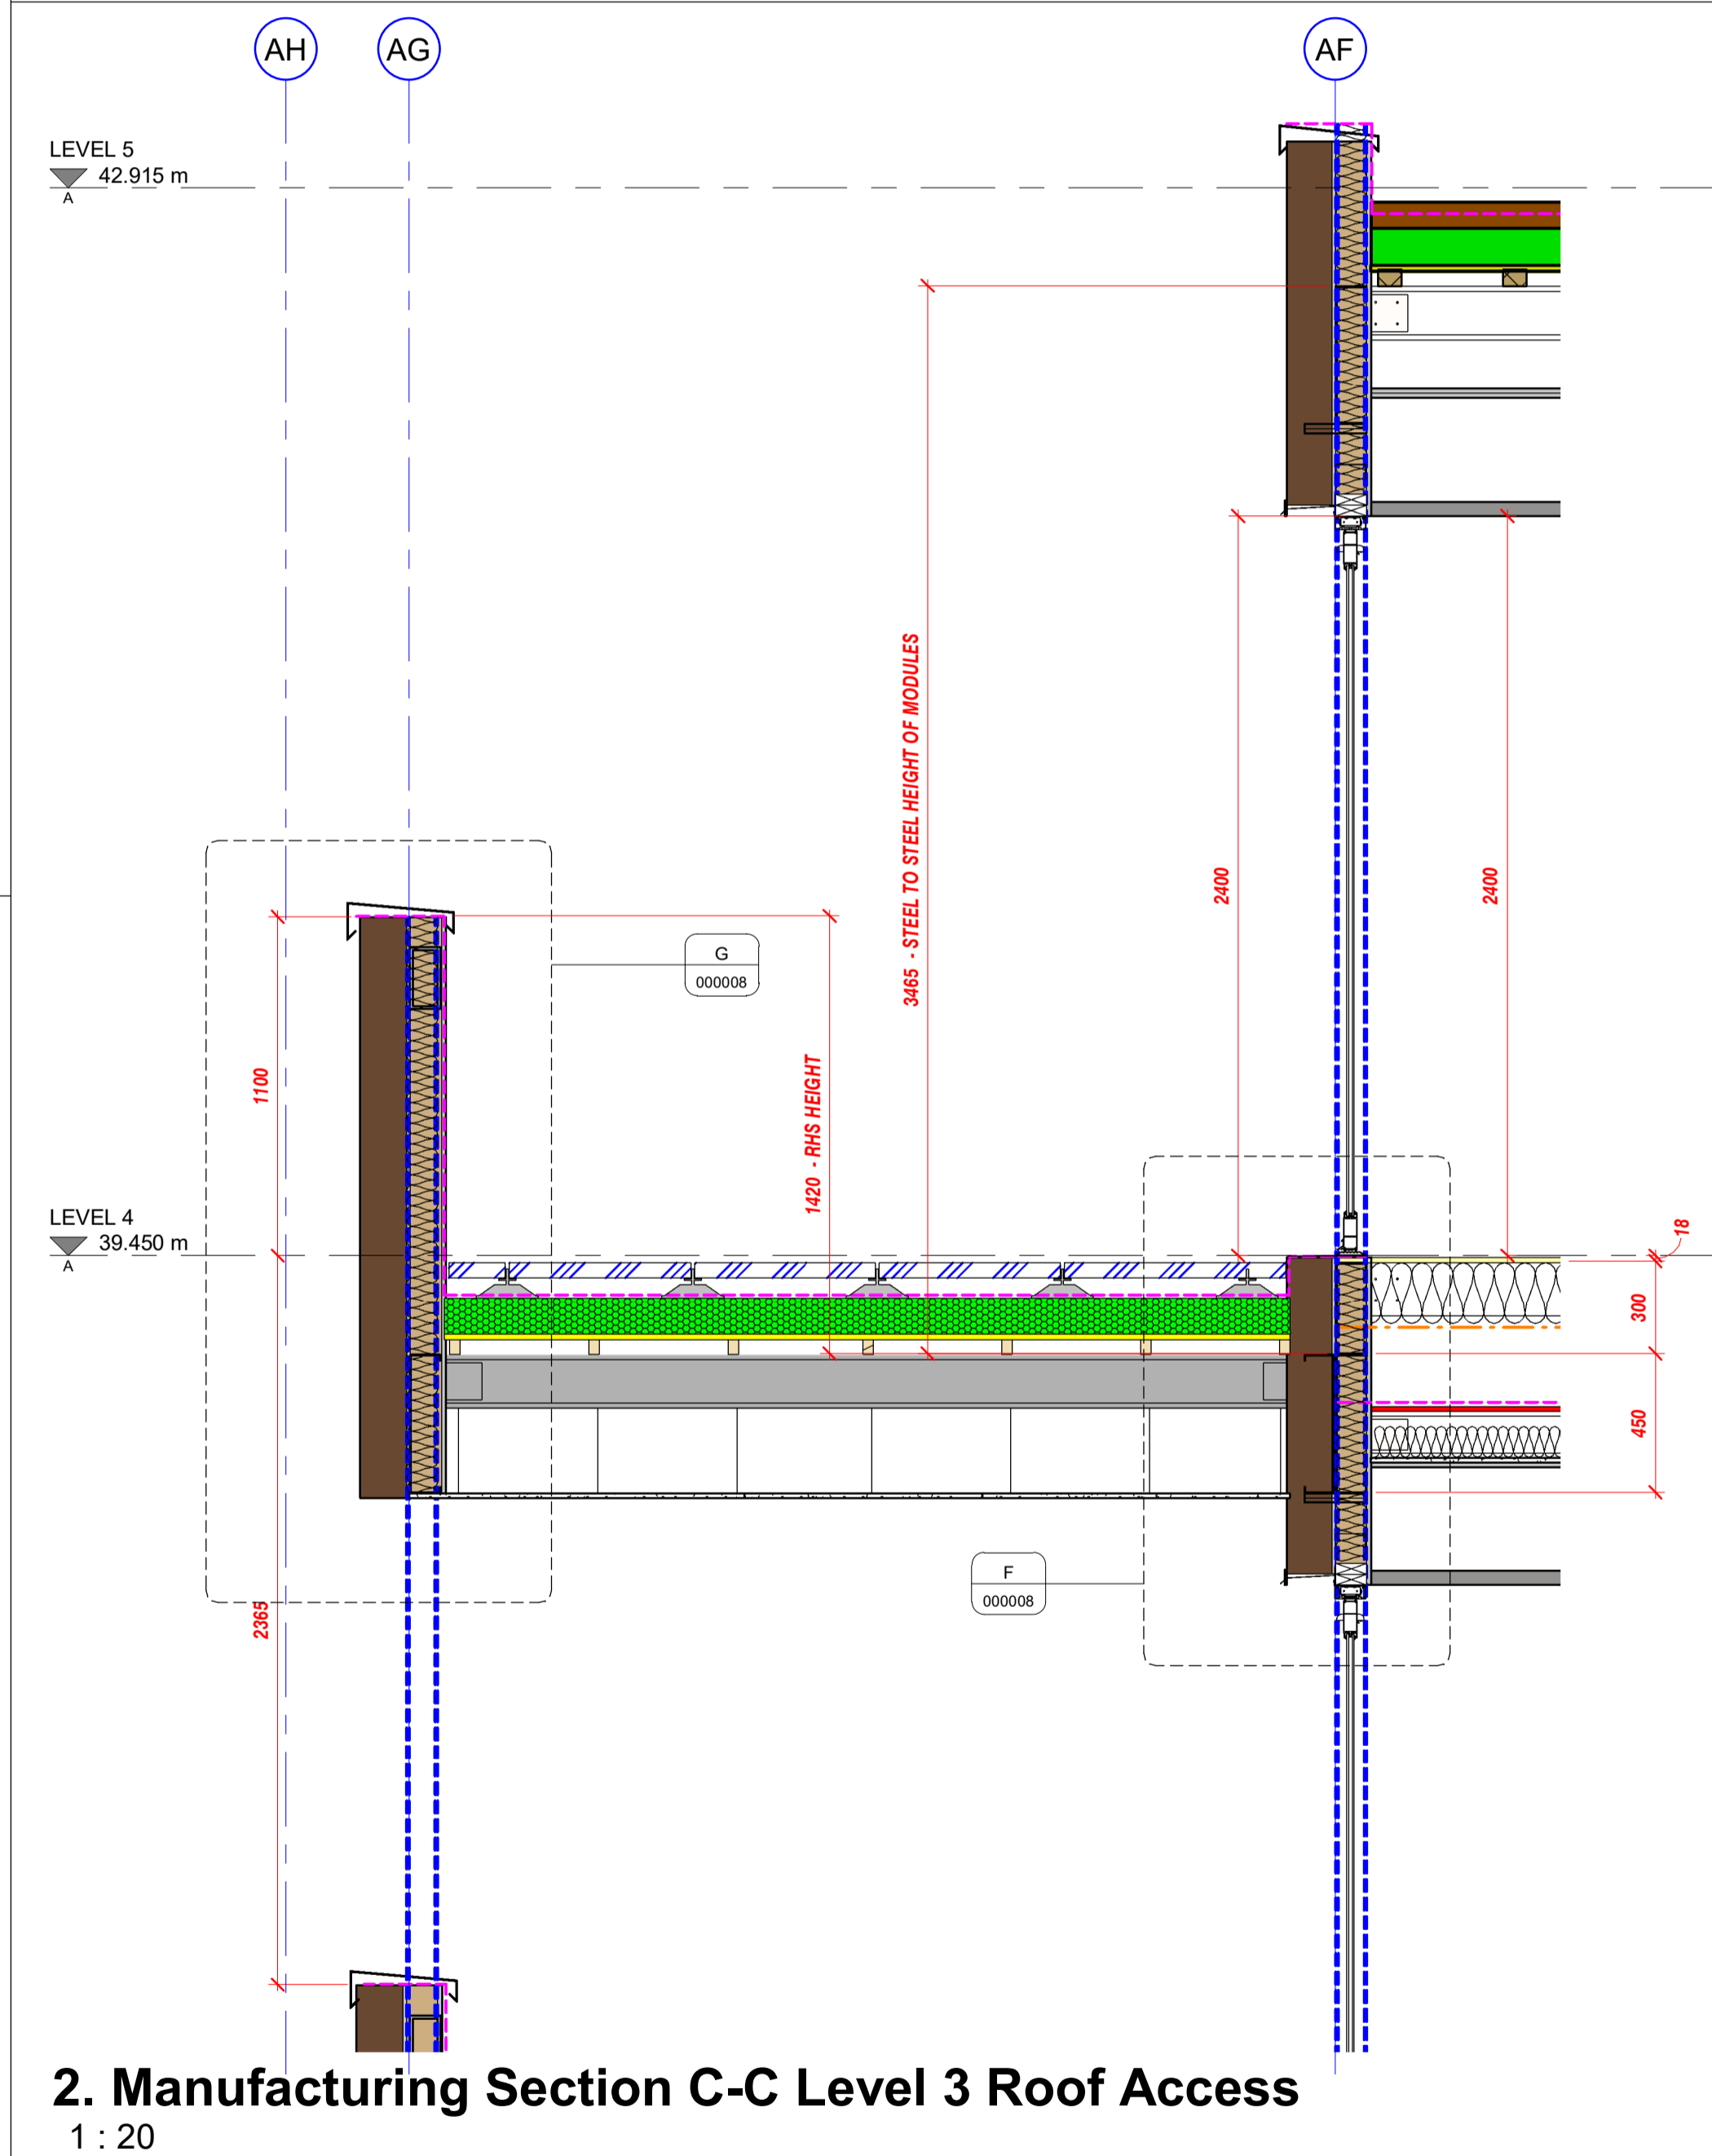 AH
AG
AF
LEVEL 5
42.915 m
A
3465 - STEEL TO STEEL HEIGHT OF MODULES
2400
2400
G
000008
1100
1420 - RHS HEIGHT
LEVEL 4
39.450 m
A
18
300
450
F
000008
2365
2. Manufacturing Section C-C Level 3 Roof Access
1 : 20